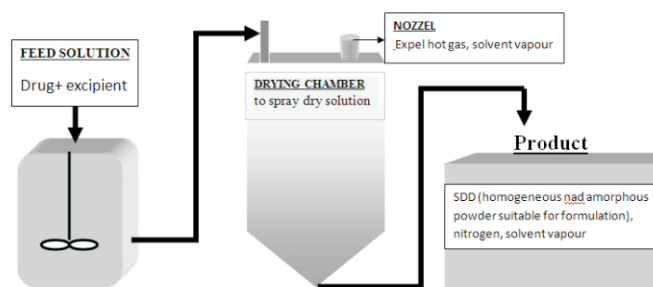 FEED SOLUTION
Drug+ excipient
NOZZEL
Expel hot gas, solvent vapour
DRYING CHAMBER
to spray dry solution
Product
SDD (homogeneous nad amorphous
powder suitable for formulation),
nitrogen, solvent vapour